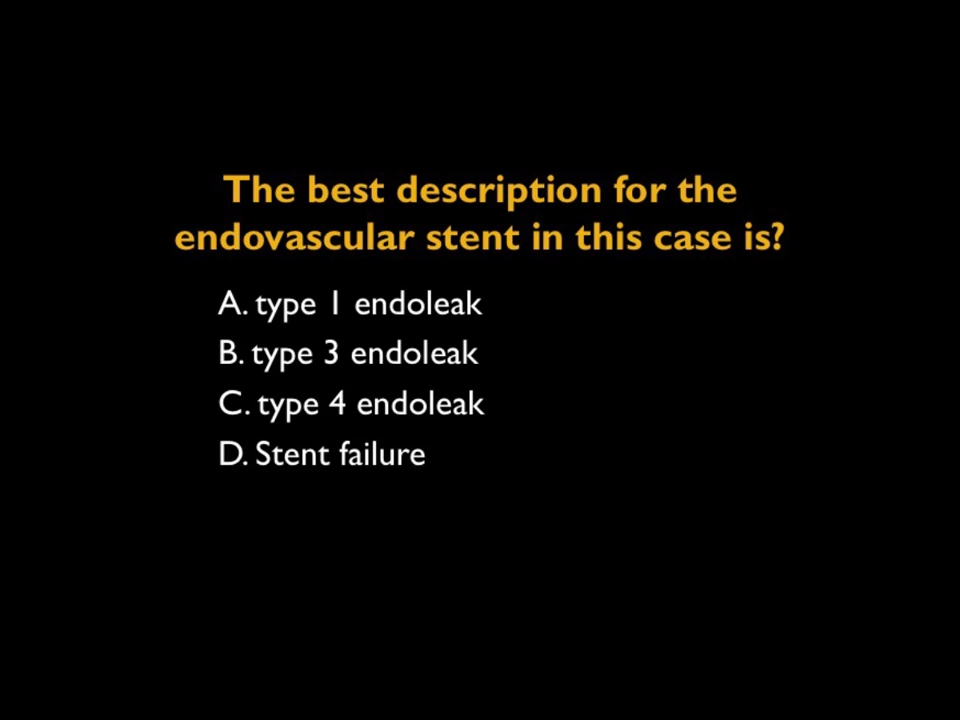 The best description for the
endovascular stent in this case is?
A. type 1 endoleak
B. type 3 endoleak
C. type 4 endoleak
D. Stent failure